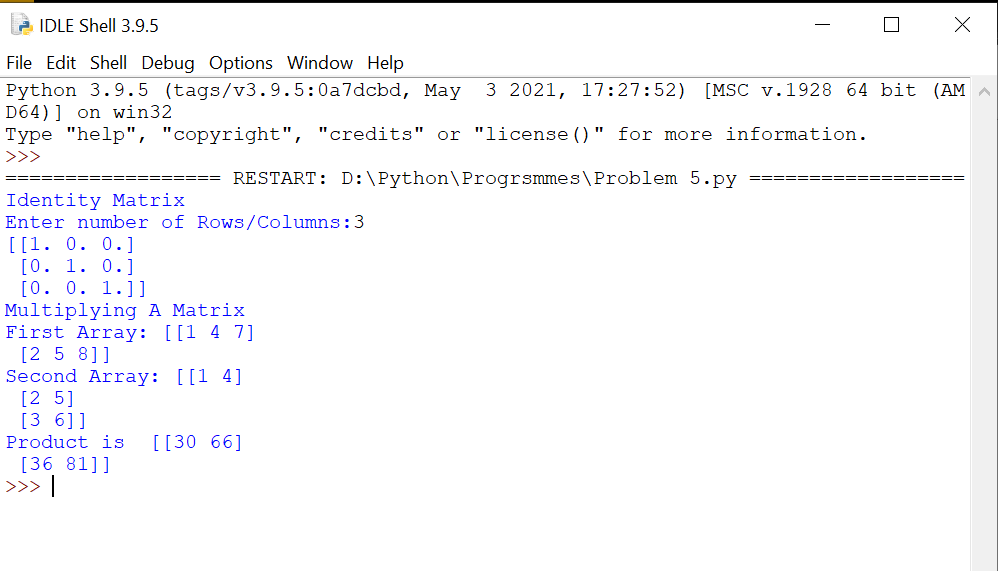 IDLE Shell 3.9.5
File Edit Shell Debug Options Window Help
Python 3.9.5 (tags/v3.9.5:0a7dcbd, May  3 2021, 17:27:52) [MSC v.1928 64 bit (AM
D64)] on win32
Type "help", "copyright", "credits" or "license()" for more information.
>>>
================== RESTART: D:\Python\Progrsmmes\Problem 5.py ==================
Identity Matrix
Enter number of Rows/Columns:3
[[1. 0. 0.]
 [0. 1. 0.]
 [0. 0. 1.]]
Multiplying A Matrix
First Array: [[1 4 7]
 [2 5 8]]
Second Array: [[1 4]
 [2 5]
 [3 6]]
Product is  [[30 66]
 [36 81]]
>>>